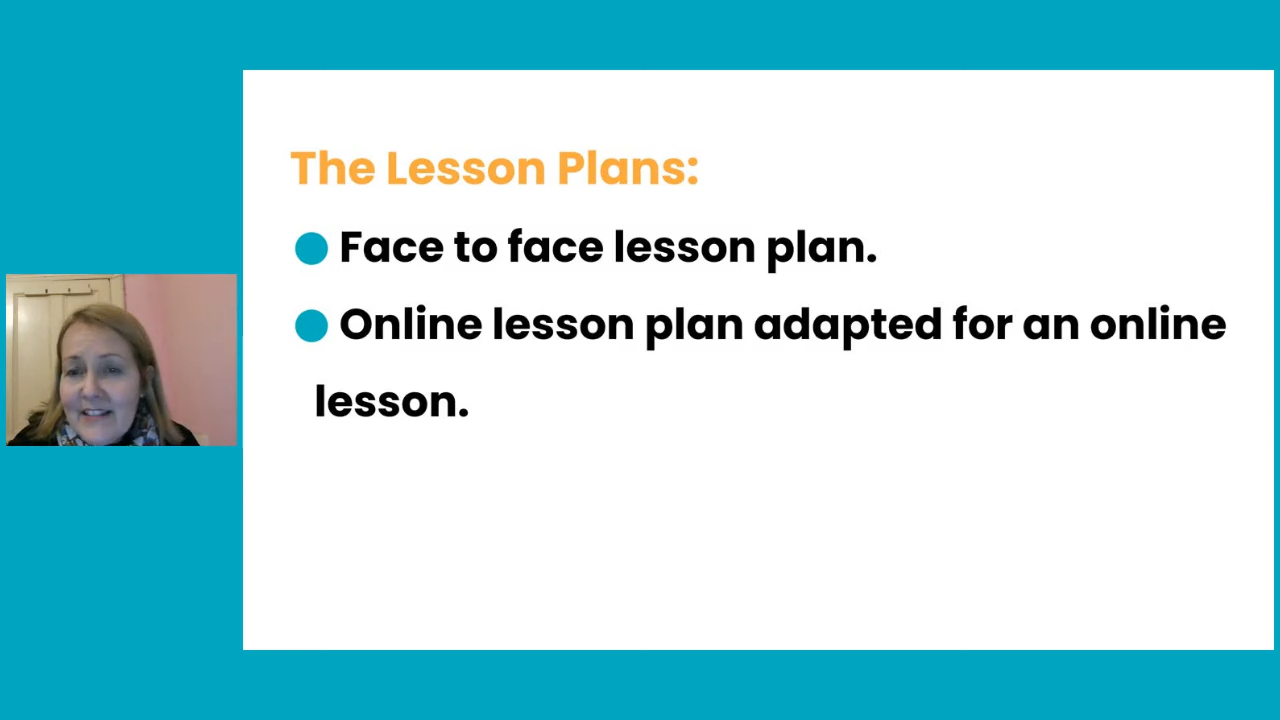 The Lesson Plans:
● Face to face lesson plan.
● Online lesson plan adapted for an online
lesson.